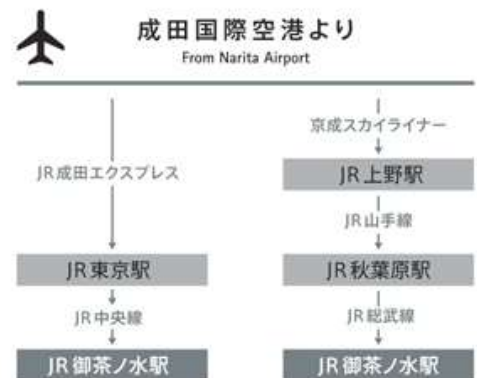 成田国際空港より
From Narita Airport
JR成田エクスプレス
JR東京駅
JR中央線
JR御茶ノ水駅
京成スカイライナー
JR上野駅
JR山手線
JR秋葉原駅
JR総武線
JR御茶ノ水駅